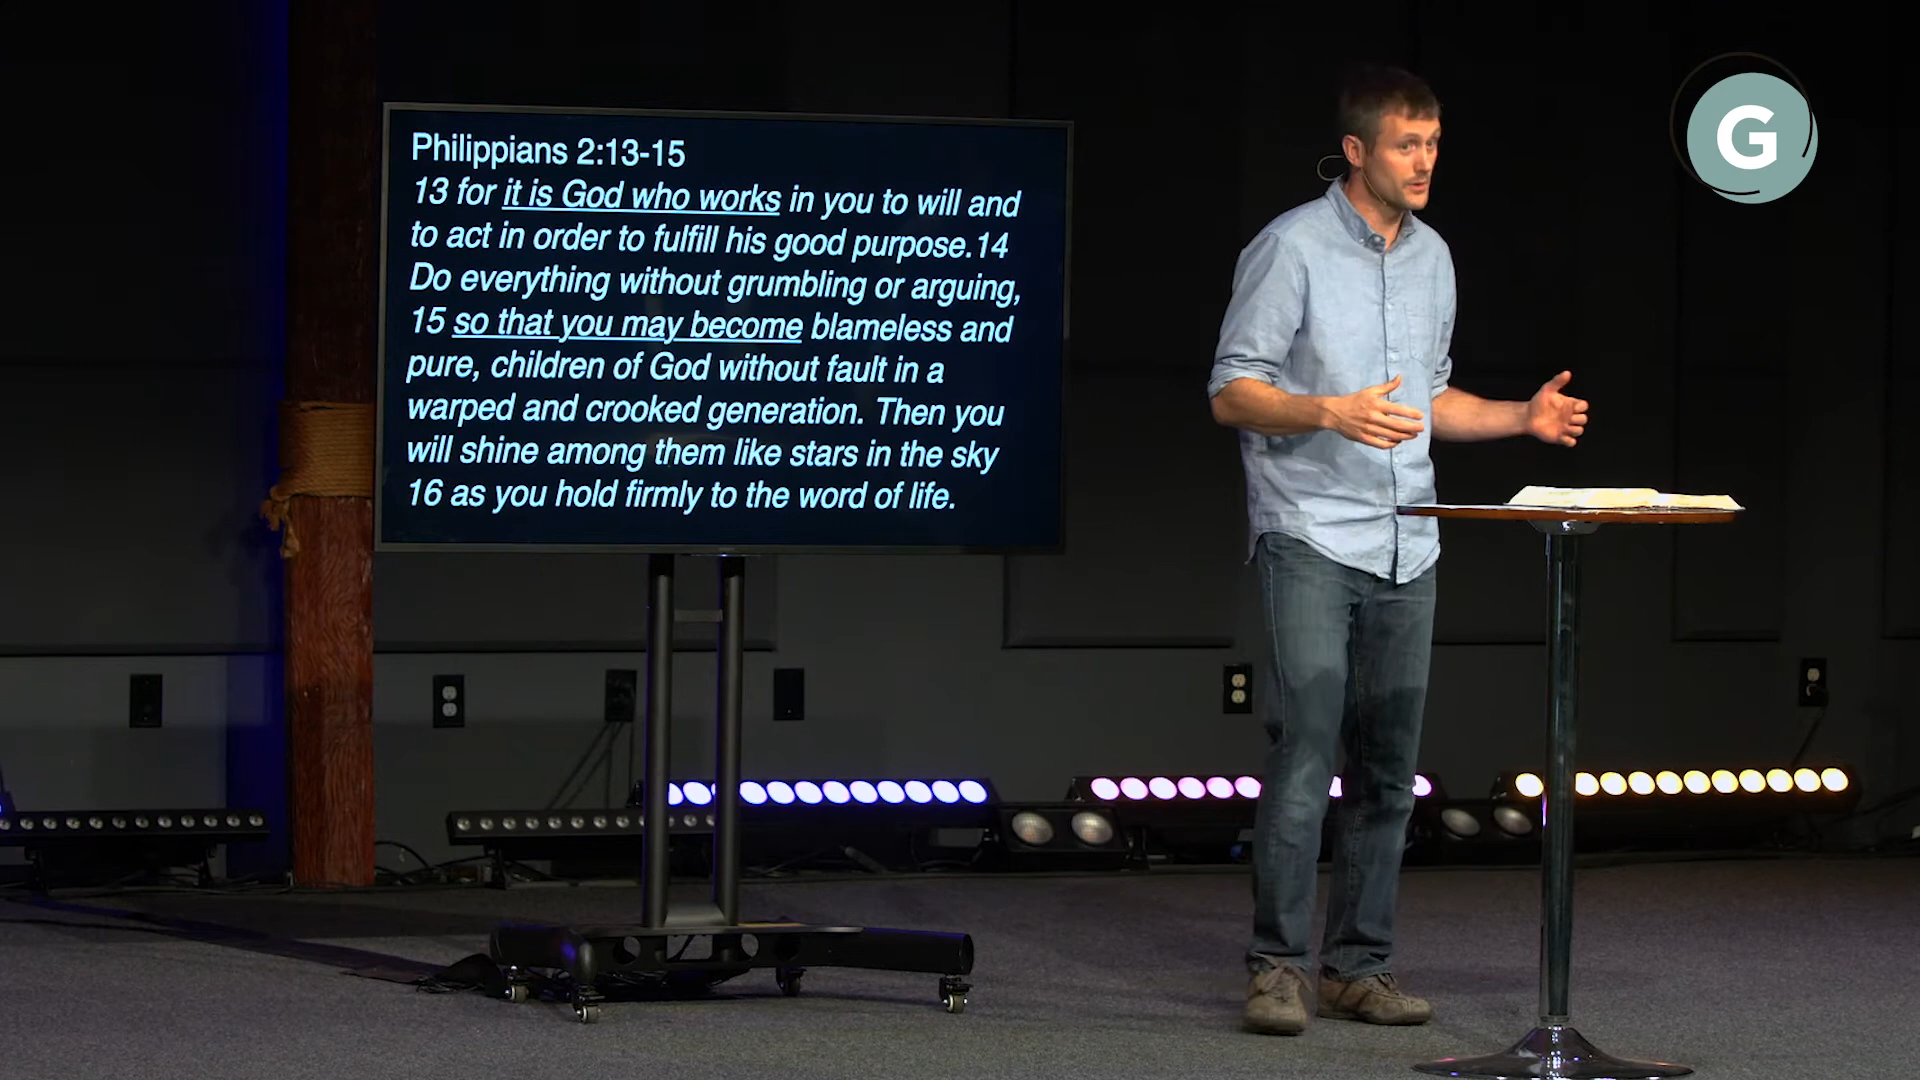 Philippians 2:13-15
13 for it is God who works in you to will and
to act in order to fulfill his good purpose.14
Do everything without grumbling or arguing,
15 so that you may become blameless and
pure, children of God without fault in a
warped and crooked generation. Then you
will shine among them like stars in the sky
16 as you hold firmly to the word of life.
G